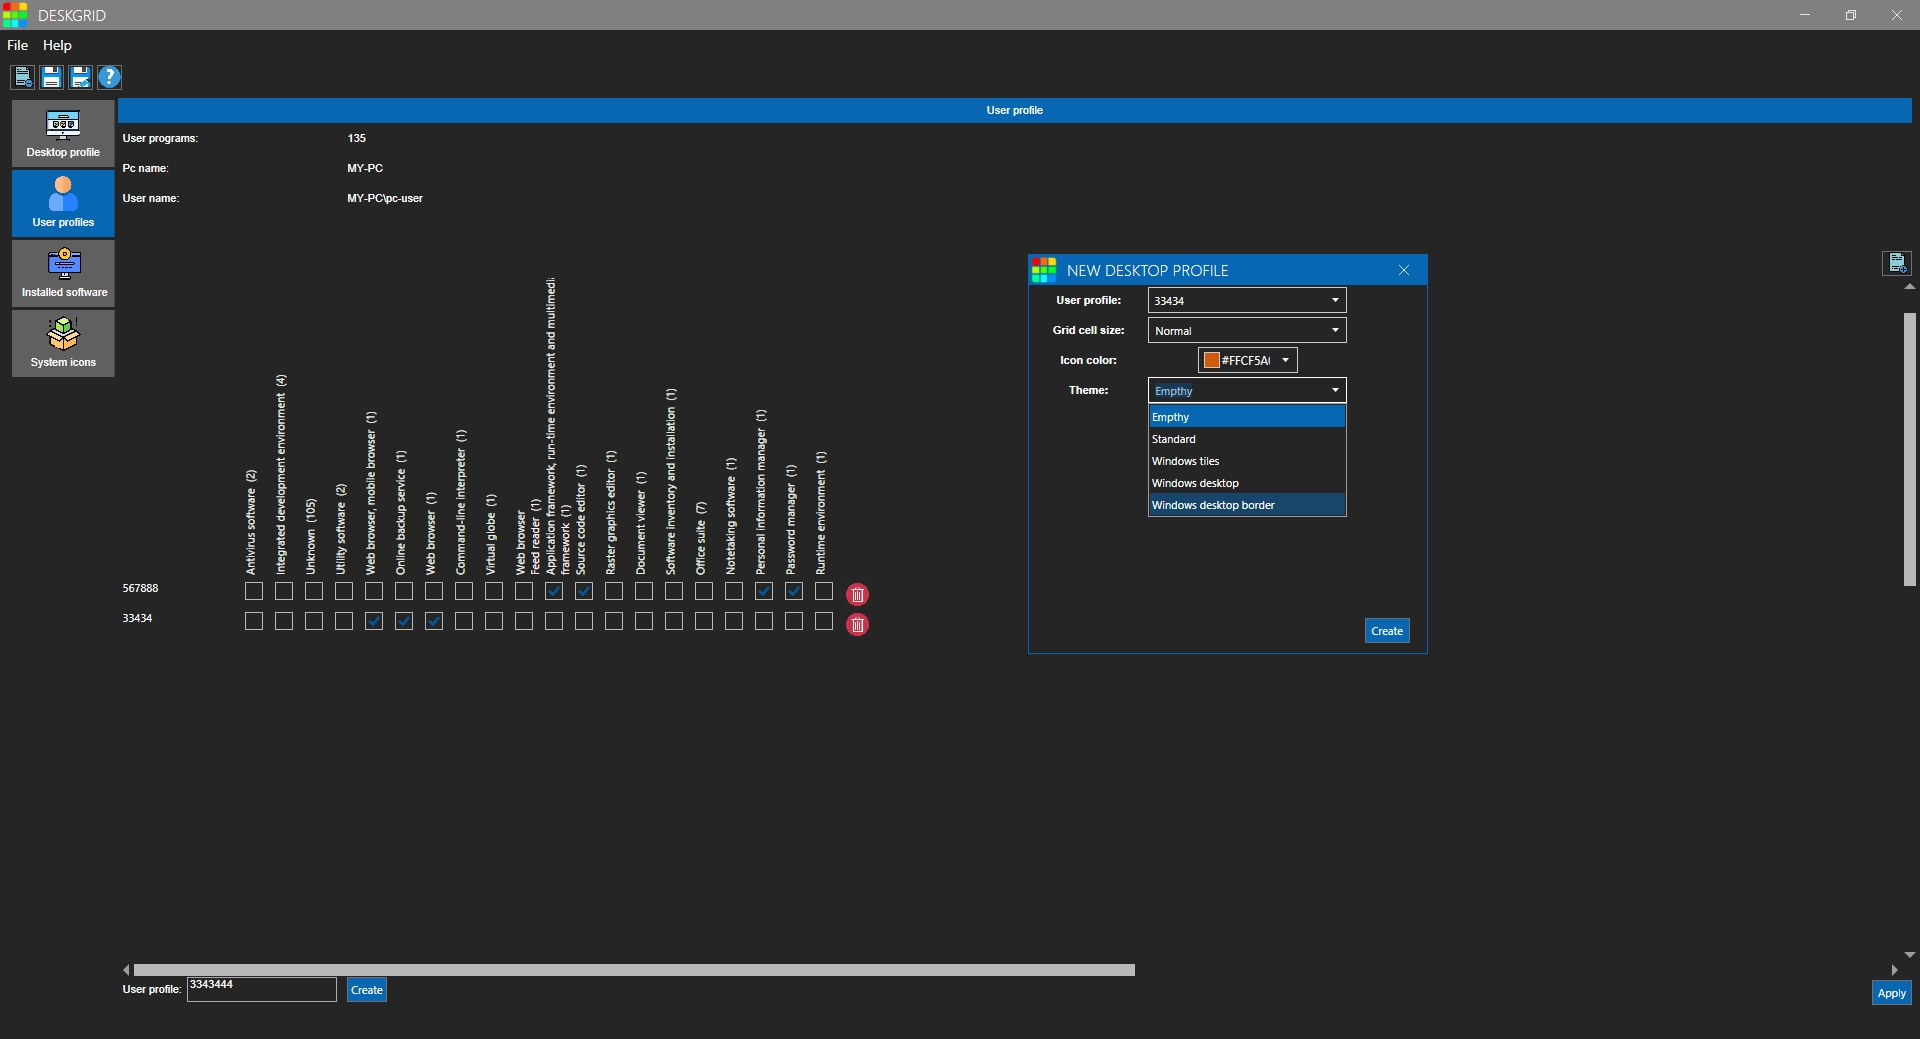 DESKGRID
File Help
Desktop profile
User profiles
Installed software
System icons
User profile
User programs: 135
Pc name: MY-PC
User name: MY-PC\pc-user
Antivirus software (2)
Integrated development environment (4)
Unknown (105)
Utility software (2)
Web browser, mobile browser (1)
Online backup service (1)
Web browser (1)
Command-line interpreter (1)
Virtual globe (1)
Web browser
Feed reader (1)
Application framework, run-time environment and multimedi
framework (1)
Source code editor (1)
Raster graphics editor (1)
Document viewer (1)
Software inventory and installation (1)
Office suite (7)
Notetaking software (1)
Personal information manager (1)
Password manager (1)
Runtime environment (1)
567888
33434
NEW DESKTOP PROFILE
User profile: 33434
Grid cell size: Normal
Icon color: #FFCF5A
Theme: Empthy
Empthy
Standard
Windows tiles
Windows desktop
Windows desktop border
Create
User profile: 3343444 Create
Apply